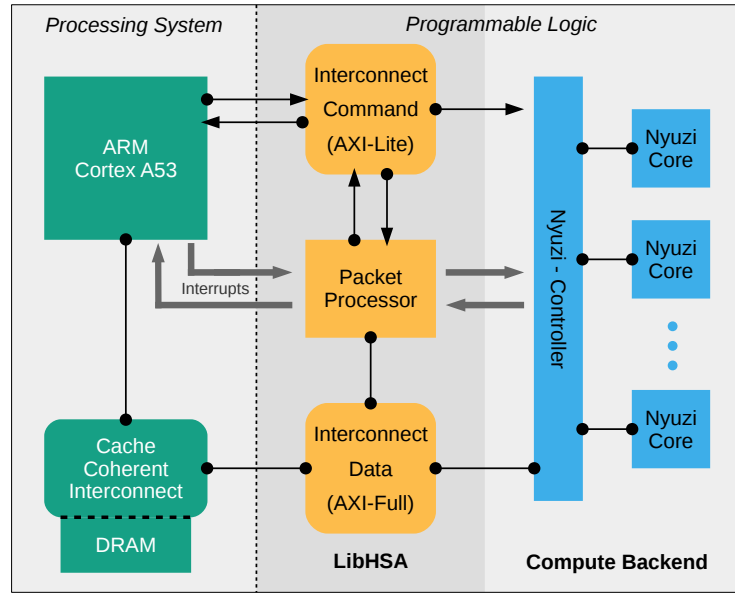 Processing System
Programmable Logic
ARM
Cortex A53
Interconnect
Command
(AXI-Lite)
Nyuzi
Core
Nyuzi - Controller
Nyuzi
Core
Interrupts
Packet
Processor
Nyuzi
Core
Cache
Coherent
Interconnect
DRAM
Interconnect
Data
(AXI-Full)
LibHSA
Compute Backend